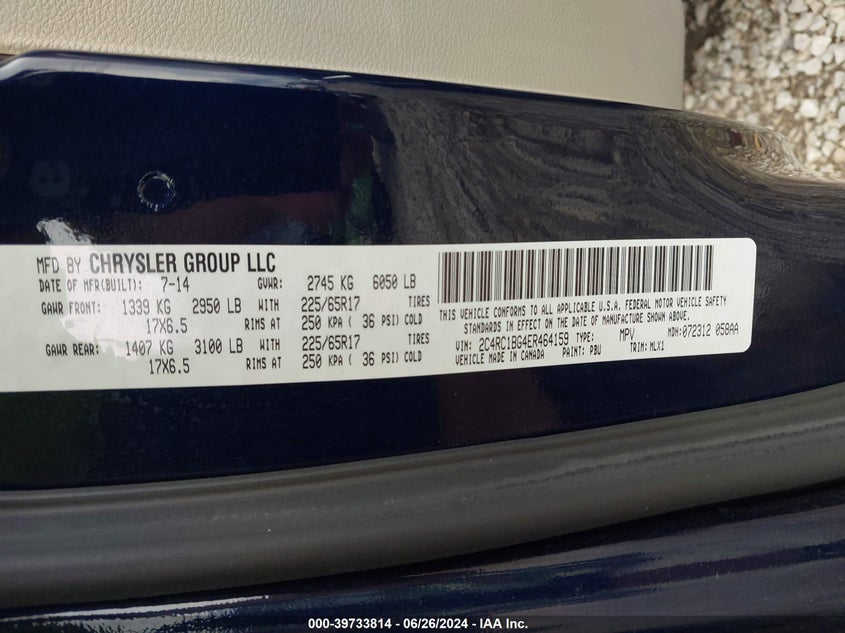 MFD BY CHRYSLER GROUP LLC
DATE OF MFR(BUILT): 7-14 GVWR: 2745 KG 6050 LB
GAWR FRONT: 1339 KG 2950 LB WITH 225/65R17 TIRES
17X6.5 RIMS AT 250 KPA ( 36 PSI) COLD
GAWR REAR: 1407 KG 3100 LB WITH 225/65R17 TIRES
17X6.5 RIMS AT 250 KPA ( 36 PSI) COLD
THIS VEHICLE CONFORMS TO ALL APPLICABLE U.S.A. FEDERAL MOTOR VEHICLE SAFETY
STANDARDS IN EFFECT ON THE DATE OF MANUFACTURE SHOWN ABOVE.
VIN: 2C4RC1BG4ER464159 TYPE: MPV MDH:072312 058AA
VEHICLE MADE IN CANADA PAINT: PBU TRIM: MLX1
000-39733814 / 06/26/2024 - IAA Inc.